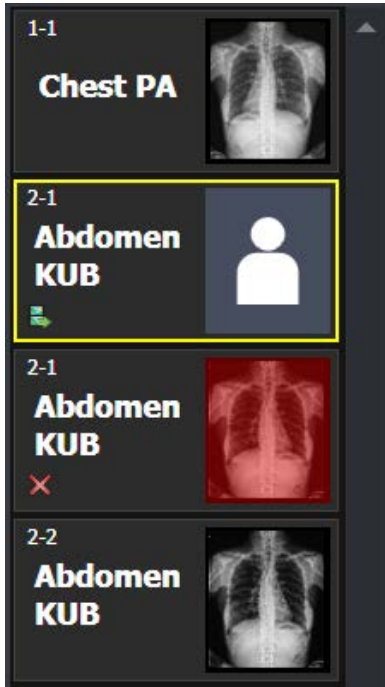 1-1
Chest PA
2-1
Abdomen
KUB
2-1
Abdomen
KUB
2-2
Abdomen
KUB